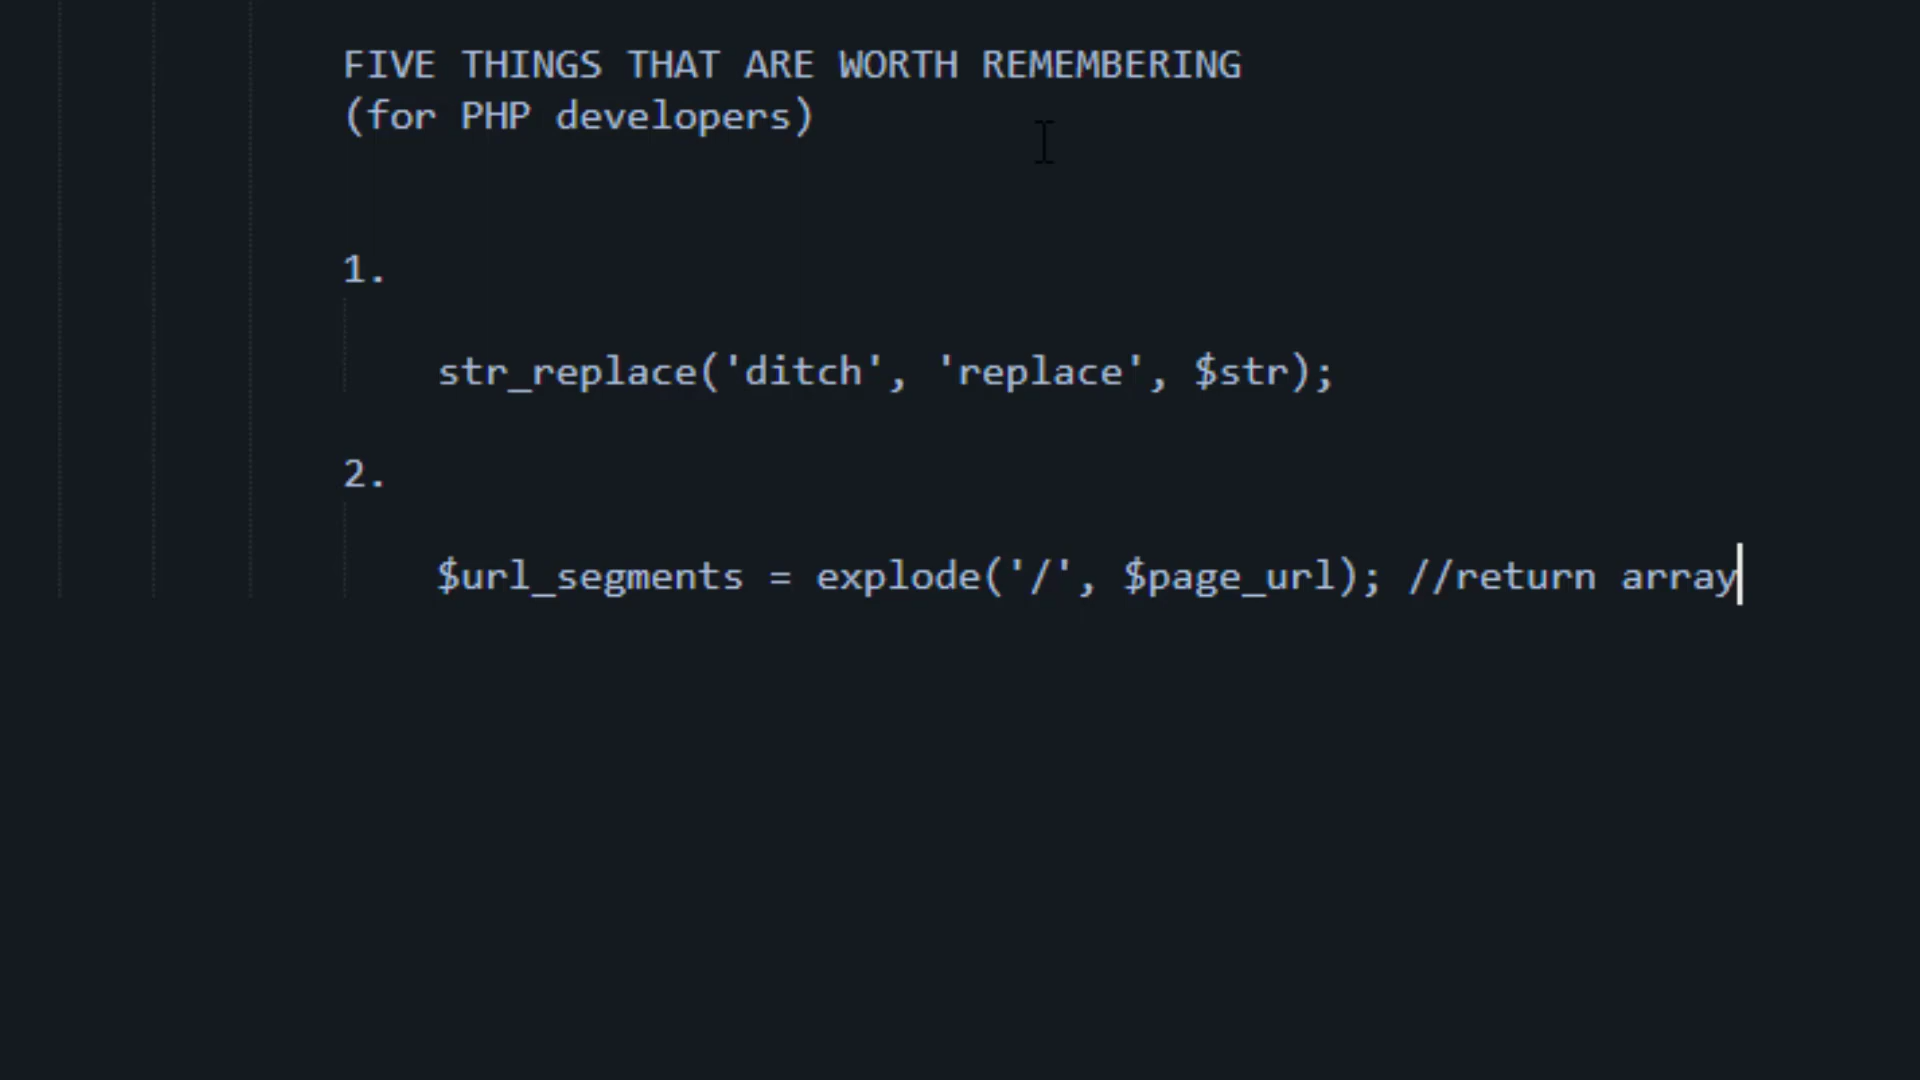 FIVE THINGS THAT ARE WORTH REMEMBERING
(for PHP developers)
1.
str_replace('ditch', 'replace', $str);
2.
$url_segments = explode('/', $page_url); //return array